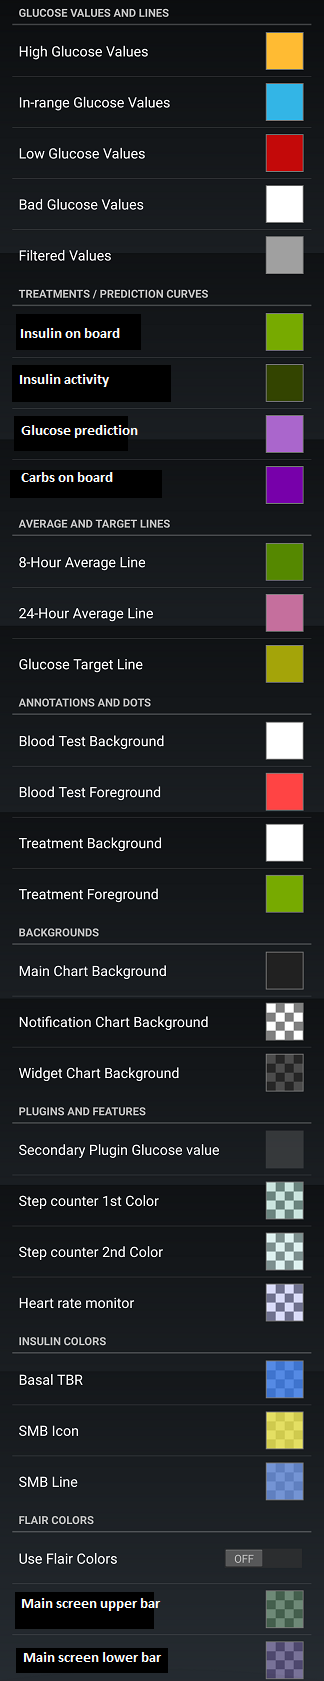 GLUCOSE VALUES AND LINES
High Glucose Values
In-range Glucose Values
Low Glucose Values
Bad Glucose Values
Filtered Values
TREATMENTS / PREDICTION CURVES
Insulin on board
Insulin activity
Glucose prediction
Carbs on board
AVERAGE AND TARGET LINES
8-Hour Average Line
24-Hour Average Line
Glucose Target Line
ANNOTATIONS AND DOTS
Blood Test Background
Blood Test Foreground
Treatment Background
Treatment Foreground
BACKGROUNDS
Main Chart Background
Notification Chart Background
Widget Chart Background
PLUGINS AND FEATURES
Secondary Plugin Glucose value
Step counter 1st Color
Step counter 2nd Color
Heart rate monitor
INSULIN COLORS
Basal TBR
SMB Icon
SMB Line
FLAIR COLORS
Use Flair Colors OFF
Main screen upper bar
Main screen lower bar